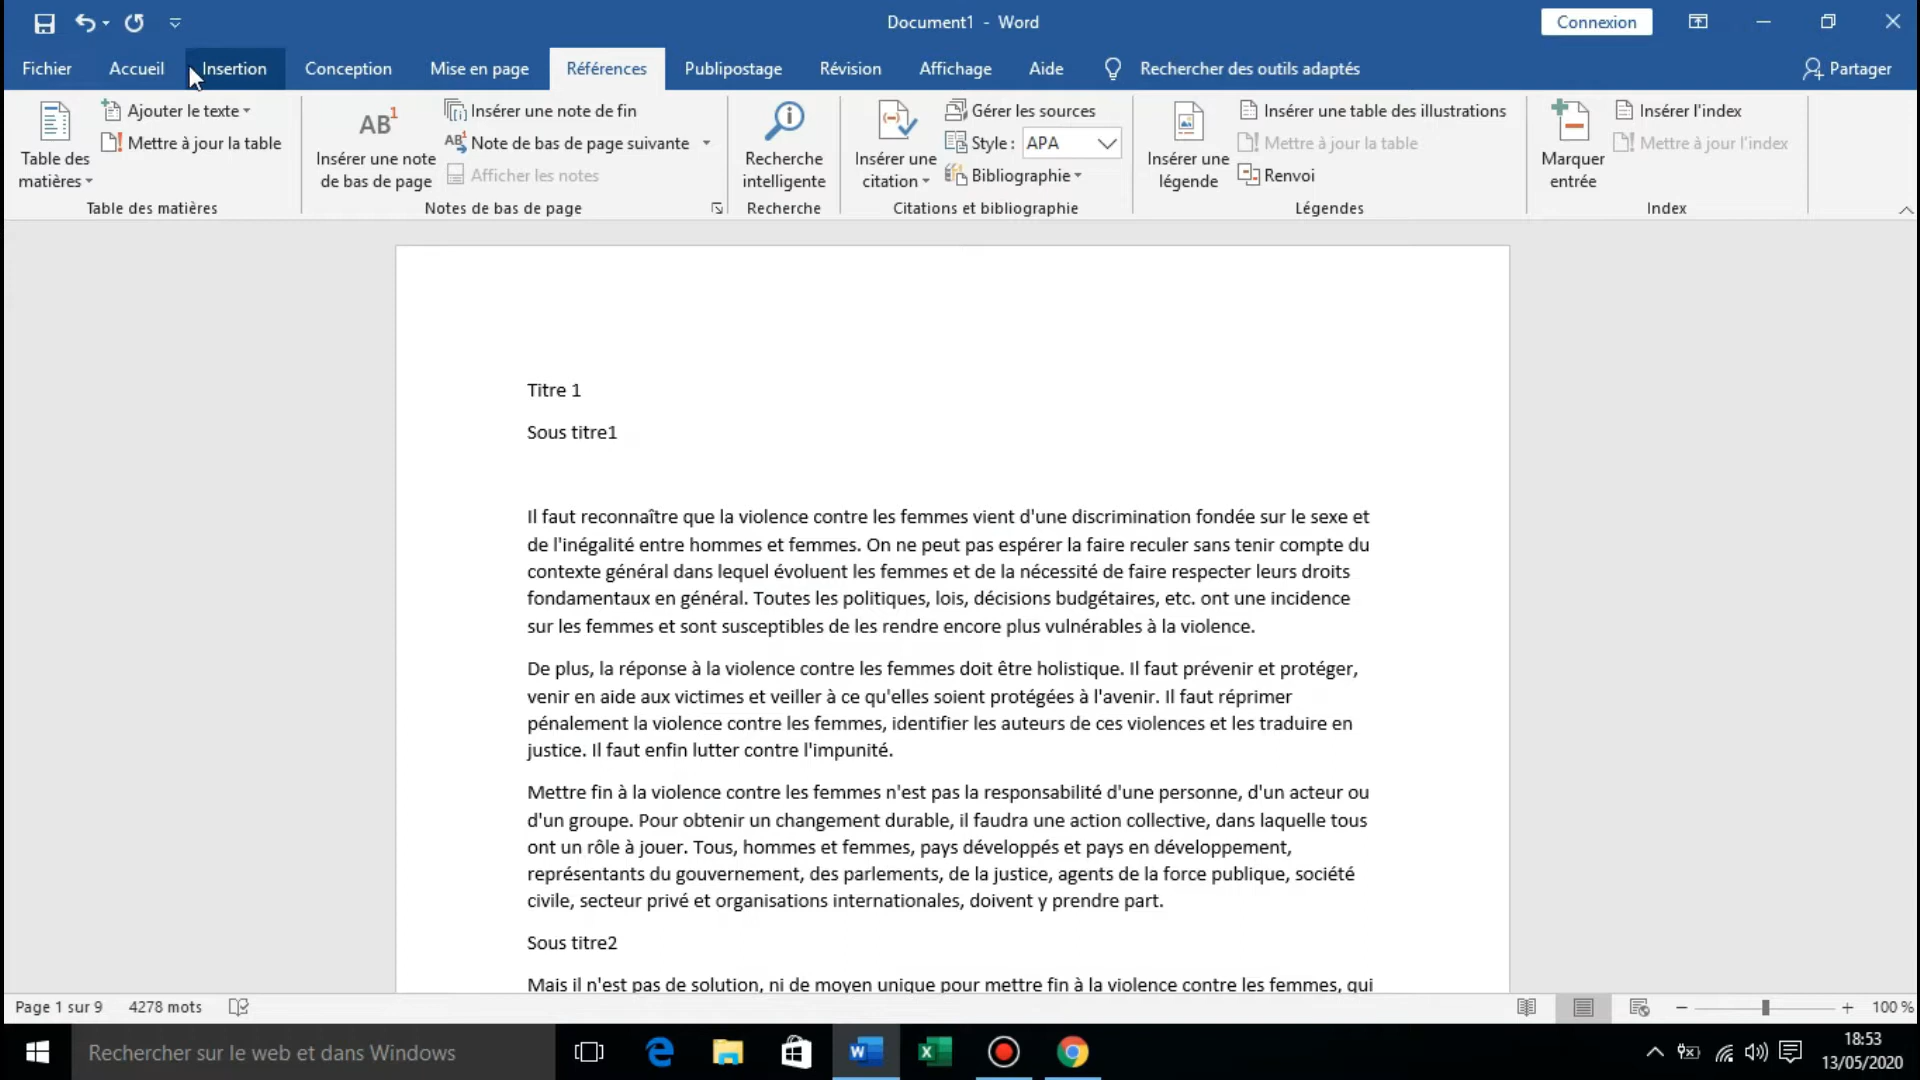 Document1 - Word
Connexion
Fichier Accueil Insertion Conception Mise en page Références Publipostage Révision Affichage Aide Rechercher des outils adaptés Partager
Table des matières
Ajouter le texte
Mettre à jour la table
Table des matières
AB1
Insérer une note de bas de page
Insérer une note de fin
AB1 Note de bas de page suivante
Afficher les notes
Notes de bas de page
Recherche intelligente
Recherche
Insérer une citation
Gérer les sources
Style : APA
Bibliographie
Citations et bibliographie
Insérer une légende
Insérer une table des illustrations
Mettre à jour la table
Renvoi
Légendes
Marquer entrée
Insérer l'index
Mettre à jour l'index
Index
Titre 1
Sous titre1
Il faut reconnaître que la violence contre les femmes vient d'une discrimination fondée sur le sexe et
de l'inégalité entre hommes et femmes. On ne peut pas espérer la faire reculer sans tenir compte du
contexte général dans lequel évoluent les femmes et de la nécessité de faire respecter leurs droits
fondamentaux en général. Toutes les politiques, lois, décisions budgétaires, etc. ont une incidence
sur les femmes et sont susceptibles de les rendre encore plus vulnérables à la violence.
De plus, la réponse à la violence contre les femmes doit être holistique. Il faut prévenir et protéger,
venir en aide aux victimes et veiller à ce qu'elles soient protégées à l'avenir. Il faut réprimer
pénalement la violence contre les femmes, identifier les auteurs de ces violences et les traduire en
justice. Il faut enfin lutter contre l'impunité.
Mettre fin à la violence contre les femmes n'est pas la responsabilité d'une personne, d'un acteur ou
d'un groupe. Pour obtenir un changement durable, il faudra une action collective, dans laquelle tous
ont un rôle à jouer. Tous, hommes et femmes, pays développés et pays en développement,
représentants du gouvernement, des parlements, de la justice, agents de la force publique, société
civile, secteur privé et organisations internationales, doivent y prendre part.
Sous titre2
Mais il n'est pas de solution, ni de moyen unique pour mettre fin à la violence contre les femmes, qui
Page 1 sur 9 4278 mots
100 %
Rechercher sur le web et dans Windows
18:53
13/05/2020